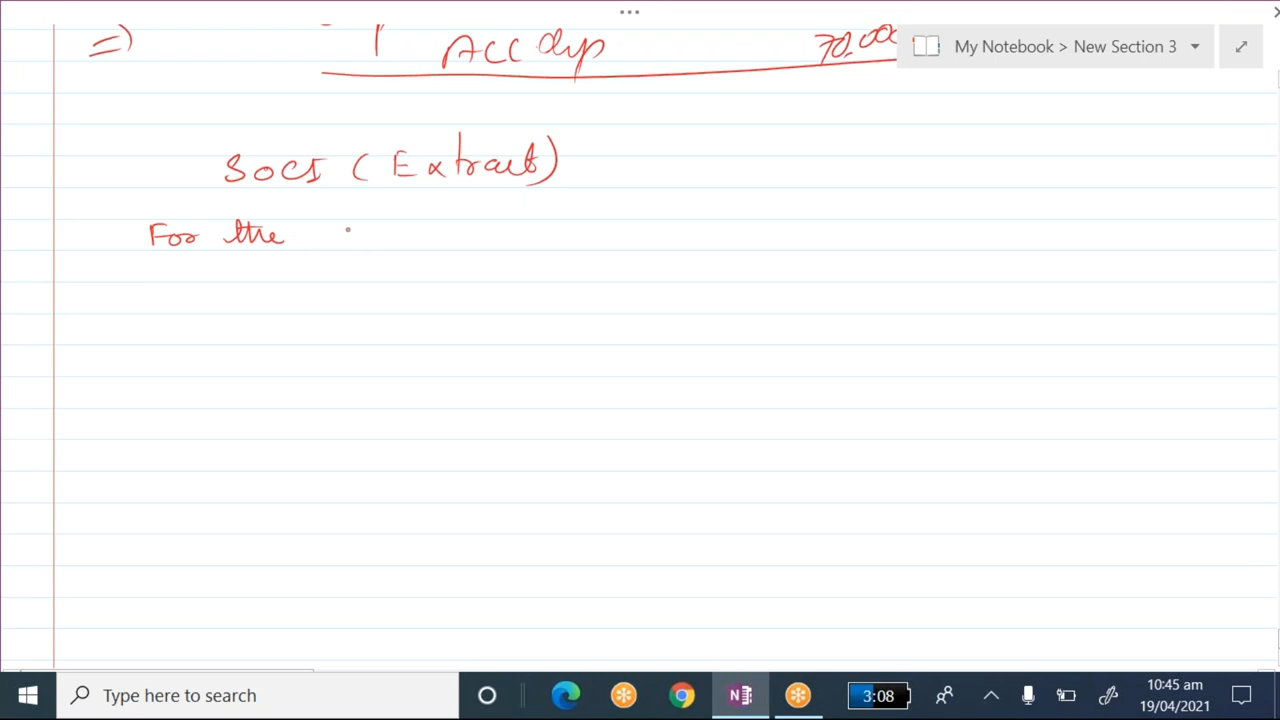 =) Acc dep 70,000
My Notebook > New Section 3
SOCI (Extract)
For the
Type here to search
3:08
10:45 am
19/04/2021